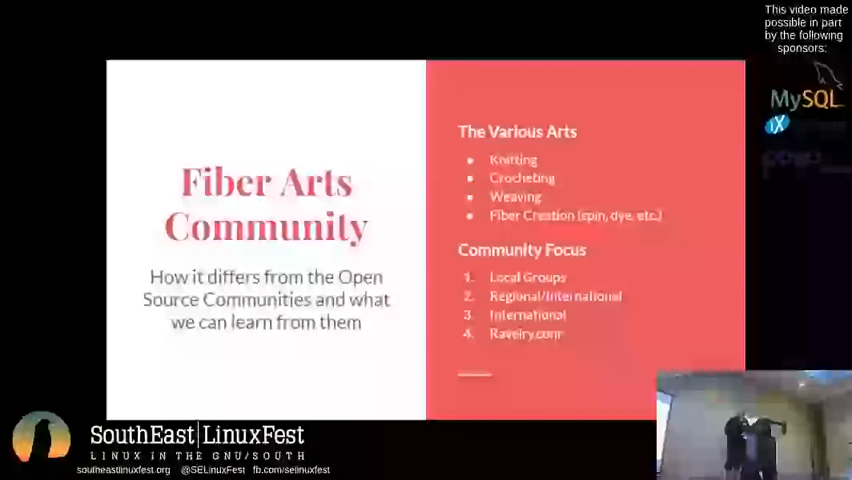 This video made
possible in part
by the following
sponsors:
MySQL
iX
Fiber Arts
Community
How it differs from the Open
Source Communities and what
we can learn from them
The Various Arts
Knitting
Crocheting
Weaving
Fiber Creation (spin, dye, etc.)
Community Focus
1. Local Groups
2. Regional/International
3. International
4. Ravelry.com
SouthEast|LinuxFest
LINUX IN THE GNU/SOUTH
southeastlinuxfest.org @SELinuxFest fb.com/selinuxfest